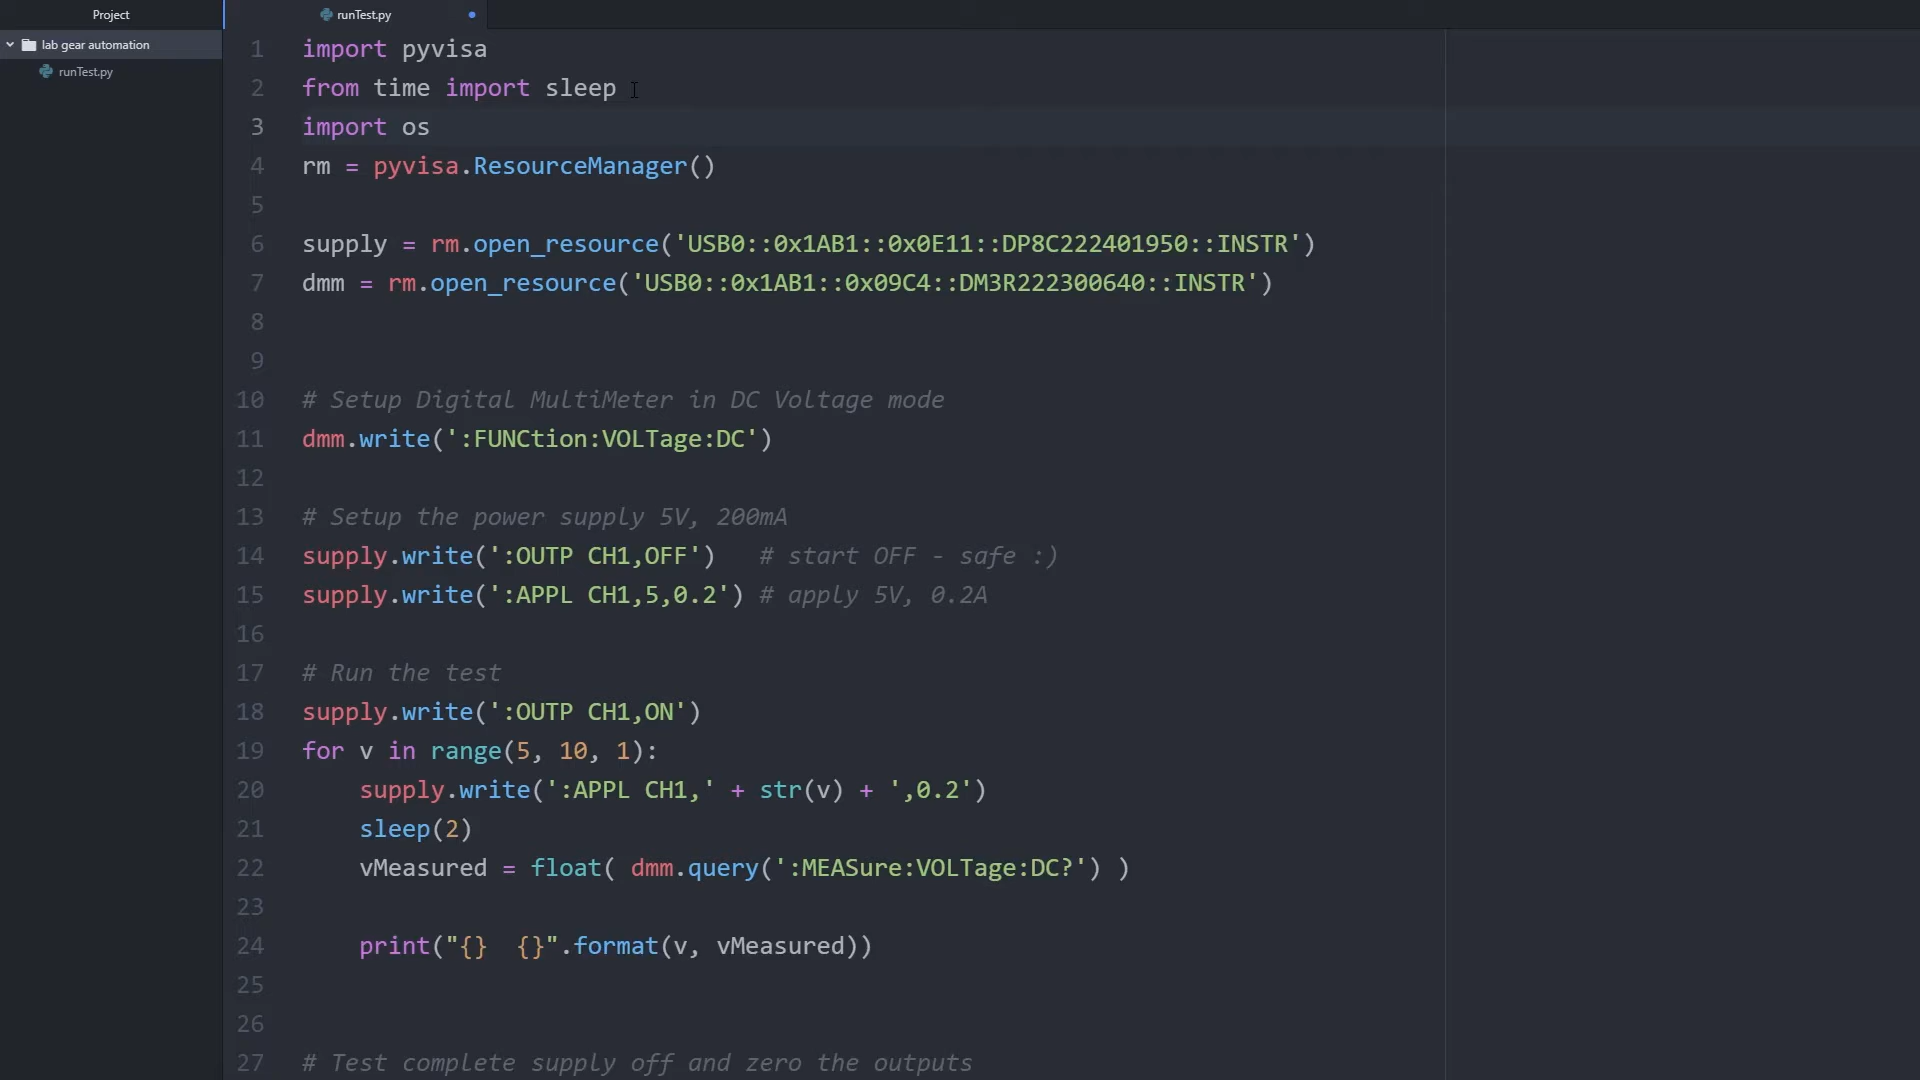 Project
lab gear automation
runTest.py
runTest.py
1 import pyvisa
2 from time import sleep
3 import os
4 rm = pyvisa.ResourceManager()
5
6 supply = rm.open_resource('USB0::0x1AB1::0x0E11::DP8C222401950::INSTR')
7 dmm = rm.open_resource('USB0::0x1AB1::0x09C4::DM3R222300640::INSTR')
8
9
10 # Setup Digital MultiMeter in DC Voltage mode
11 dmm.write(':FUNCtion:VOLTage:DC')
12
13 # Setup the power supply 5V, 200mA
14 supply.write(':OUTP CH1,OFF')   # start OFF - safe :)
15 supply.write(':APPL CH1,5,0.2') # apply 5V, 0.2A
16
17 # Run the test
18 supply.write(':OUTP CH1,ON')
19 for v in range(5, 10, 1):
20     supply.write(':APPL CH1,' + str(v) + ',0.2')
21     sleep(2)
22     vMeasured = float( dmm.query(':MEASure:VOLTage:DC?') )
23
24     print("{}  {}".format(v, vMeasured))
25
26
27 # Test complete supply off and zero the outputs